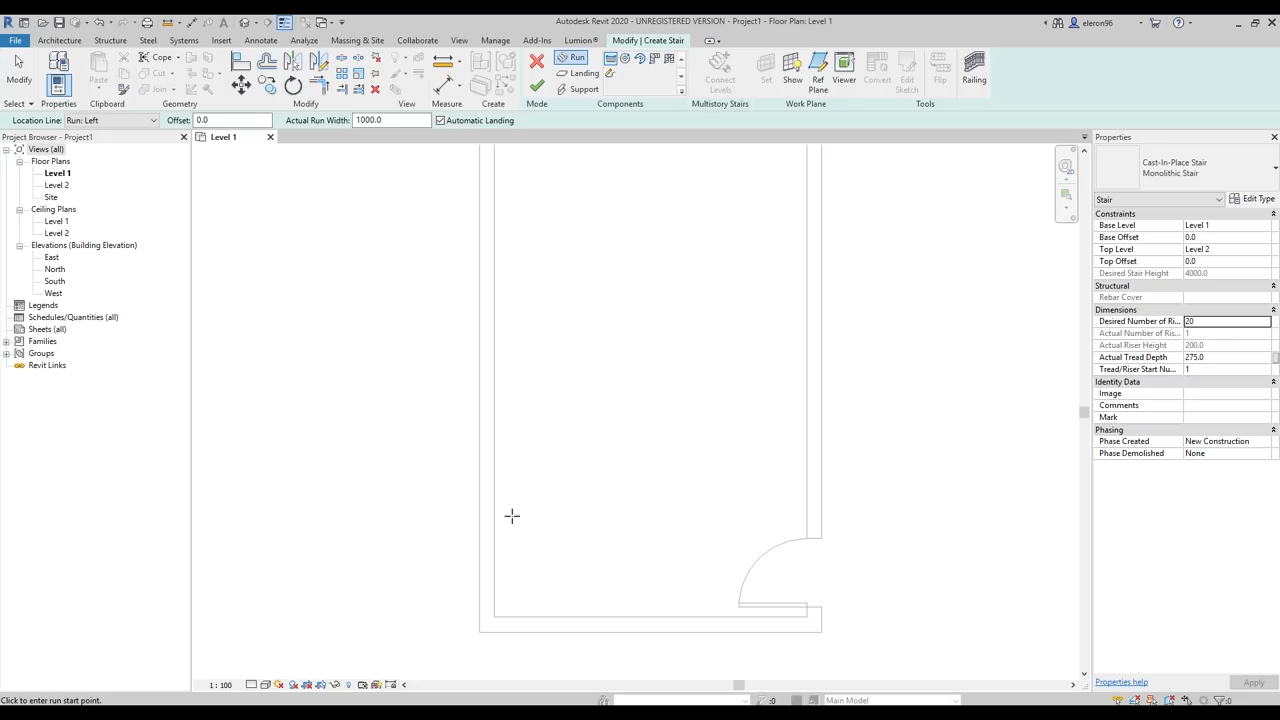 Autodesk Revit 2020 - UNREGISTERED VERSION - Project1 - Floor Plan: Level 1
eleron96
File
Architecture
Structure
Steel
Systems
Insert
Annotate
Analyze
Massing & Site
Collaborate
View
Manage
Add-Ins
Lumion®
Modify | Create Stair
Modify
Properties
Paste
Cope
Cut
Join
Connect Levels
Run
Landing
Support
Set
Show
Ref Plane
Viewer
Convert
Edit Sketch
Flip
Railing
Select
Properties
Clipboard
Geometry
Modify
View
Measure
Create
Mode
Components
Multistory Stairs
Work Plane
Tools
Location Line: Run: Left
Offset: 0.0
Actual Run Width: 1000.0
Automatic Landing
Project Browser - Project1
Views (all)
Floor Plans
Level 1
Level 2
Site
Ceiling Plans
Level 1
Level 2
Elevations (Building Elevation)
East
North
South
West
Legends
Schedules/Quantities (all)
Sheets (all)
Families
Groups
Revit Links
Level 1
Properties
Cast-In-Place Stair
Monolithic Stair
Stair
Edit Type
Constraints
Base Level Level 1
Base Offset 0.0
Top Level Level 2
Top Offset 0.0
Desired Stair Height 4000.0
Structural
Rebar Cover
Dimensions
Desired Number of Ri... 20
Actual Number of Ris... 1
Actual Riser Height 200.0
Actual Tread Depth 275.0
Tread/Riser Start Nu... 1
Identity Data
Image
Comments
Mark
Phasing
Phase Created New Construction
Phase Demolished None
Properties help
Apply
1 : 100
Click to enter run start point.
:0
Main Model
:0